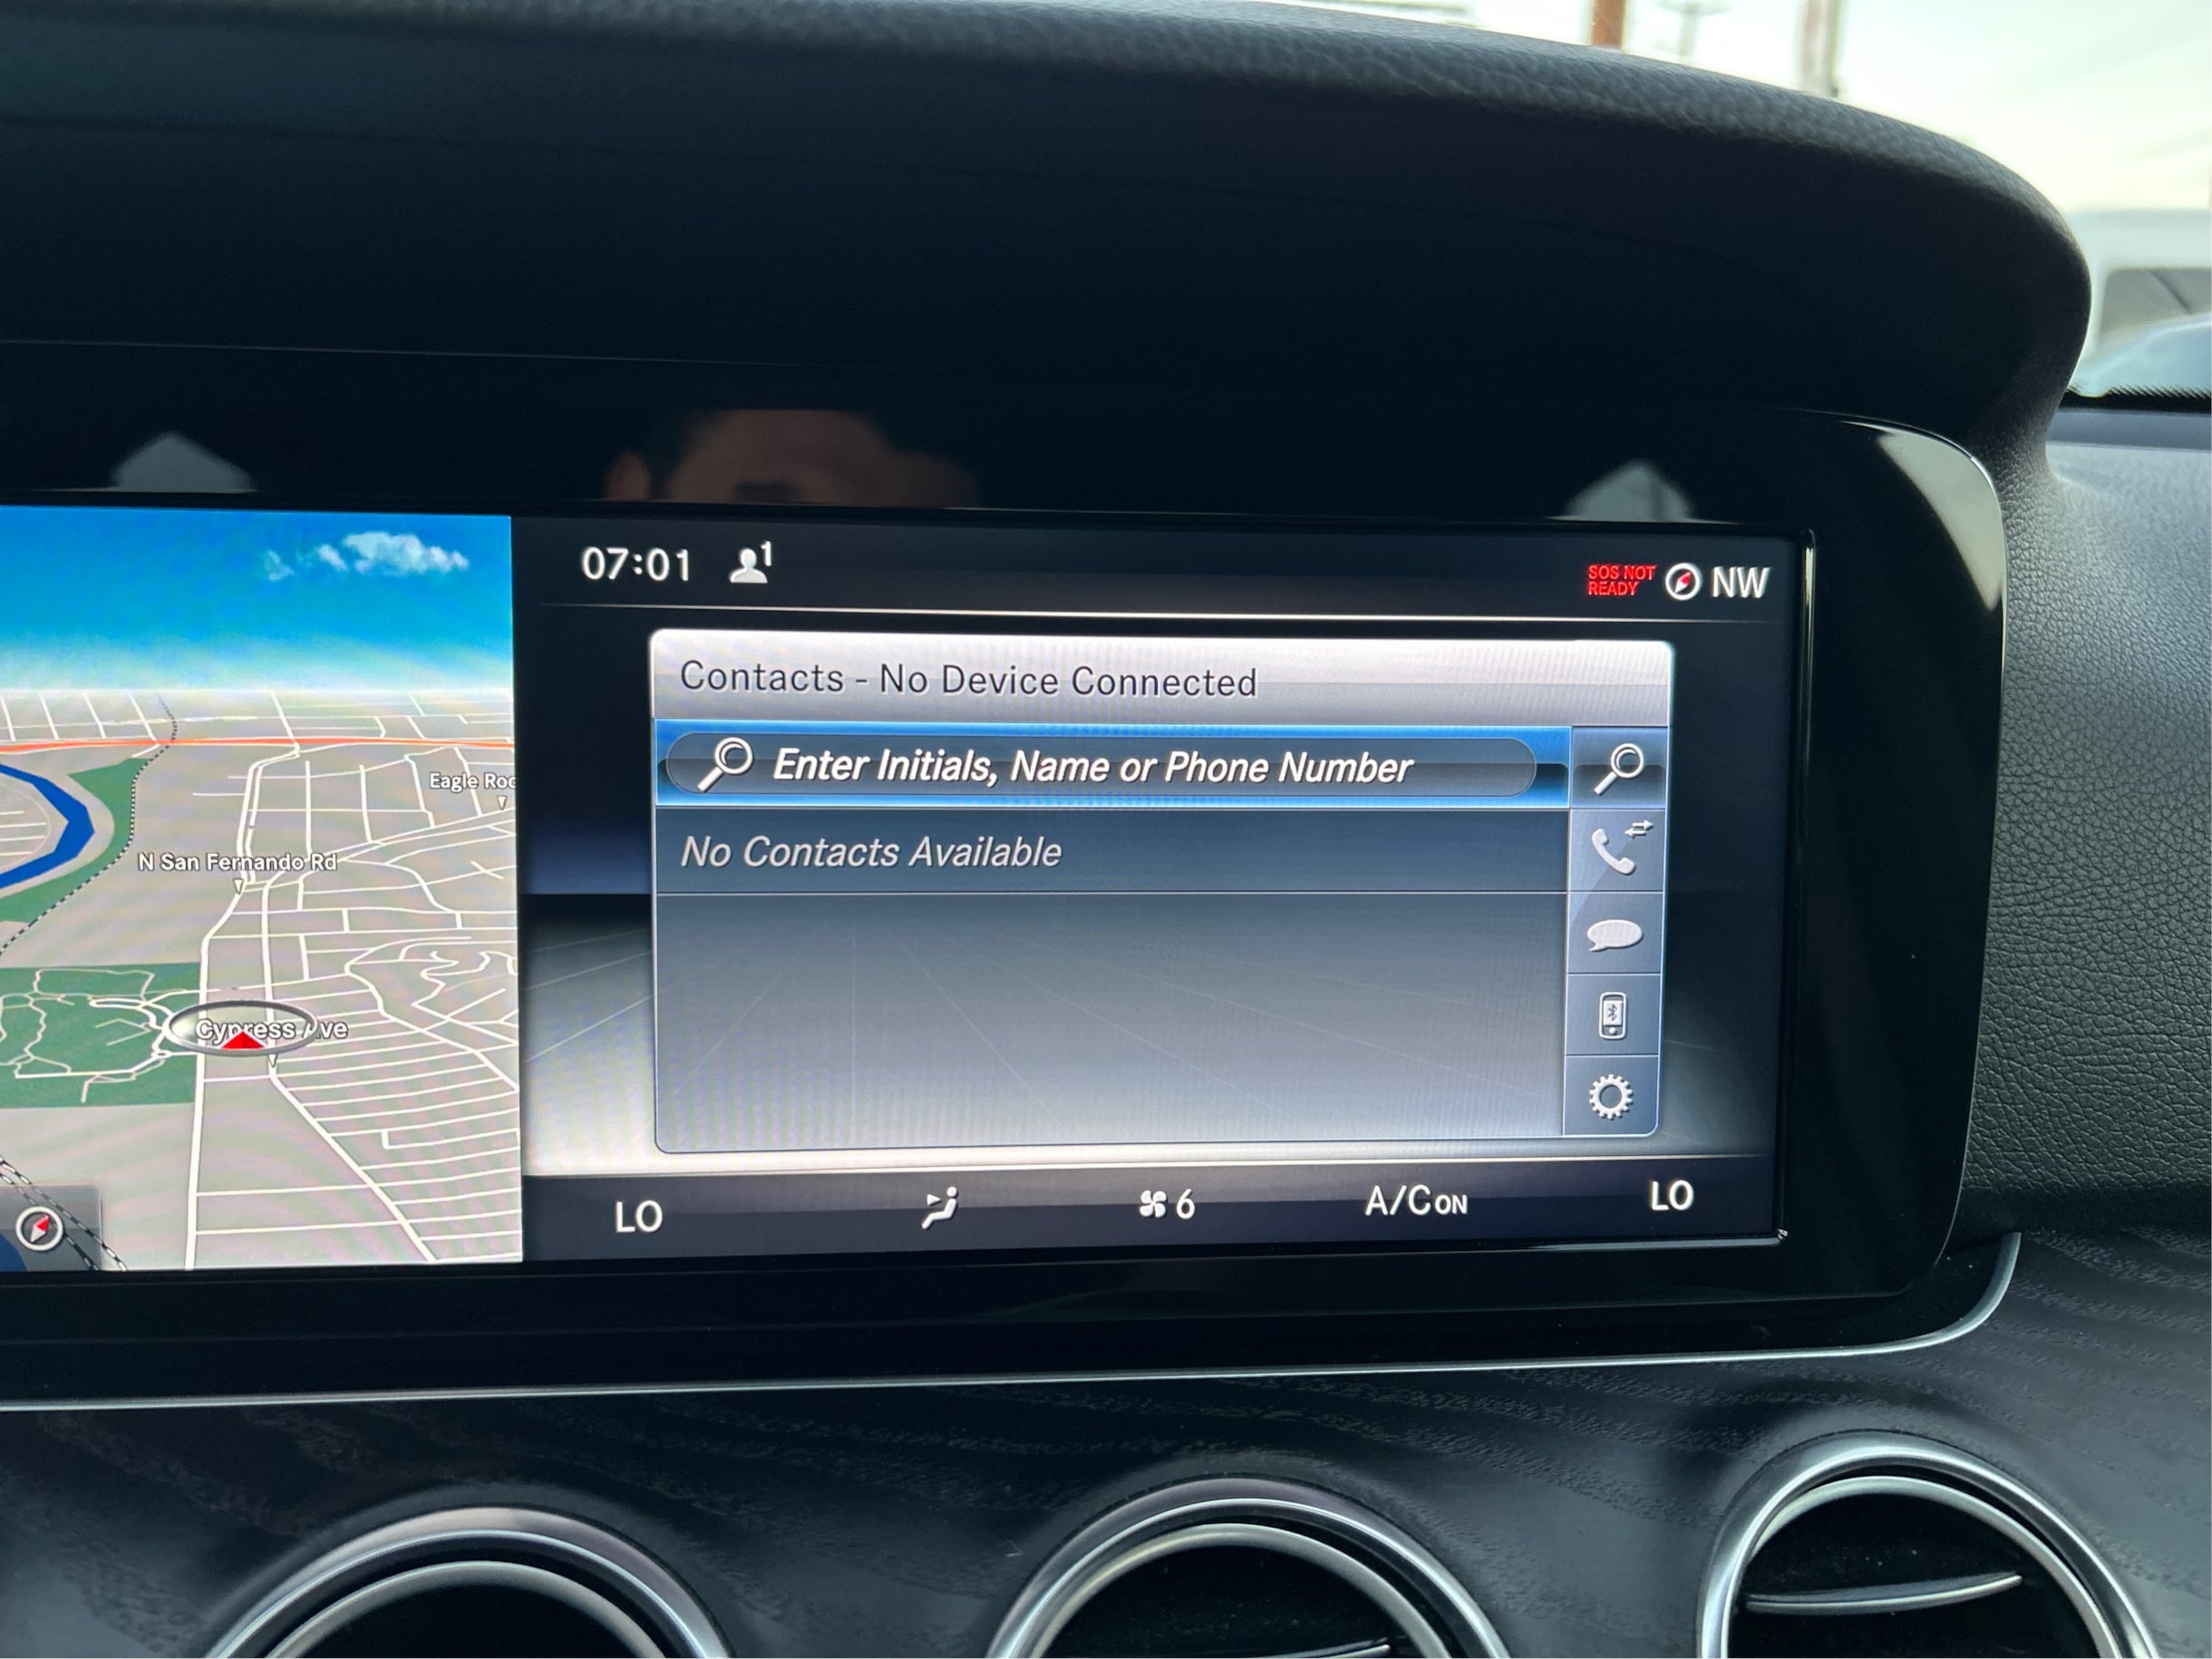 07:01 1
SOS NOT
READY
NW
Contacts - No Device Connected
Enter Initials, Name or Phone Number
No Contacts Available
LO
6
A/C ON
LO
Eagle Roc
N San Fernando Rd
Cypress Ave